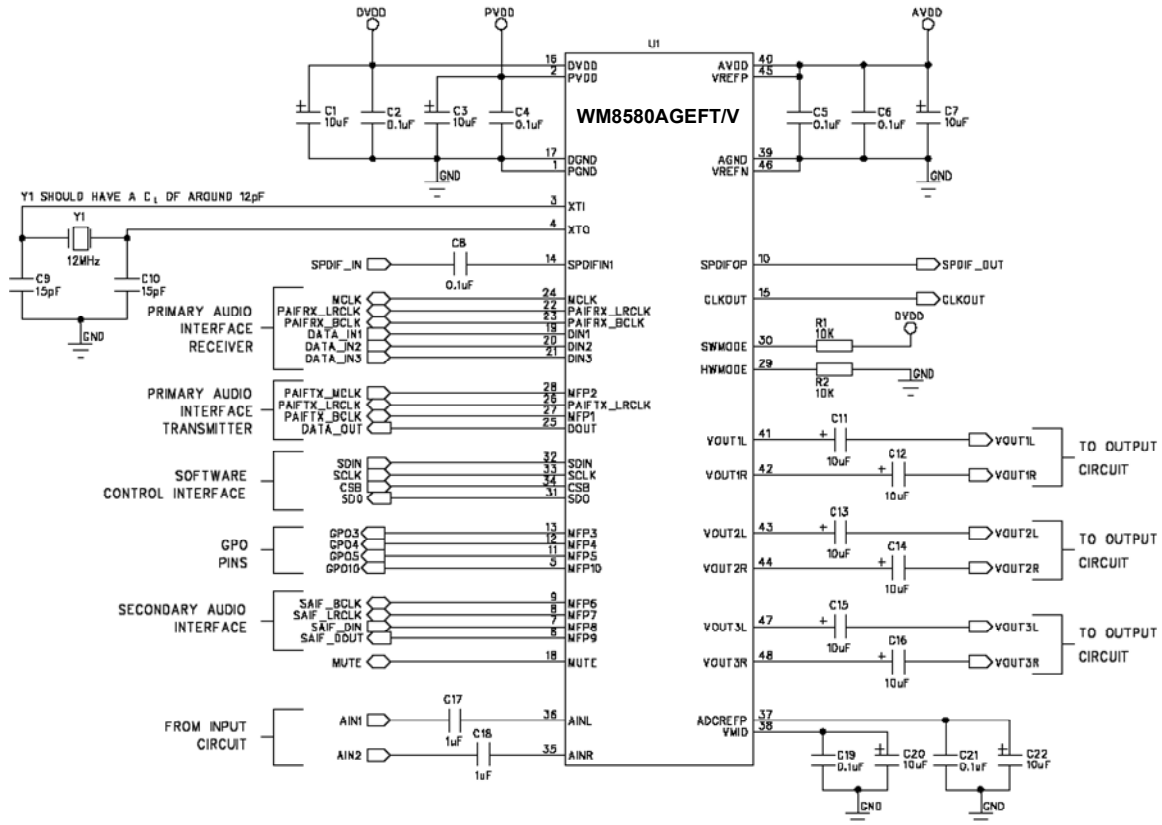 DVDD
PVDD
AVDD
U1
WM8580AGEFT/V
16 DVDD
2 PVDD
17 DGND
1 PGND
AVDD 40
VREFP 45
AGND 39
VREFN 46
C1 10uF
C2 0.1uF
C3 10uF
C4 0.1uF
GND
C5 0.1uF
C6 0.1uF
C7 10uF
GND
Y1 SHOULD HAVE A CL OF AROUND 12pF
3 XTI
4 XTO
Y1
12MHz
C9 15pF
C10 15pF
GND
SPDIF_IN
C8
0.1uF
14 SPDIFIN1
PRIMARY AUDIO
INTERFACE
RECEIVER
MCLK 24 MCLK
PAIFRX_LRCLK 22 PAIFRX_LRCLK
PAIFRX_BCLK 23 PAIFRX_BCLK
DATA_IN1 19 DIN1
DATA_IN2 20 DIN2
DATA_IN3 21 DIN3
PRIMARY AUDIO
INTERFACE
TRANSMITTER
PAIFTX_MCLK 28 MFP2
PAIFTX_LRCLK 26 PAIFTX_LRCLK
PAIFTX_BCLK 27 MFP1
DATA_OUT 25 DOUT
SOFTWARE
CONTROL INTERFACE
SDIN 32 SDIN
SCLK 33 SCLK
CSB 34 CSB
SDO 31 SDO
GPO
PINS
GPO3 13 MFP3
GPO4 12 MFP4
GPO5 11 MFP5
GPO10 5 MFP10
SECONDARY AUDIO
INTERFACE
SAIF_BCLK 9 MFP6
SAIF_LRCLK 8 MFP7
SAIF_DIN 7 MFP8
SAIF_DOUT 6 MFP9
MUTE 18 MUTE
FROM INPUT
CIRCUIT
AIN1
C17
1uF
36 AINL
AIN2
C18
1uF
35 AINR
SPDIFOP 10 SPDIF_OUT
CLKOUT 15 CLKOUT
DVDD
SWMODE 30
R1
10K
HWMODE 29
R2
10K
GND
VOUT1L 41
C11
10uF
VOUT1L
VOUT1R 42
C12
10uF
VOUT1R
TO OUTPUT
CIRCUIT
VOUT2L 43
C13
10uF
VOUT2L
VOUT2R 44
C14
10uF
VOUT2R
TO OUTPUT
CIRCUIT
VOUT3L 47
C15
10uF
VOUT3L
VOUT3R 48
C16
10uF
VOUT3R
TO OUTPUT
CIRCUIT
ADCREFP 37
VMID 38
C19 0.1uF
C20 10uF
C21 0.1uF
C22 10uF
GND
GND